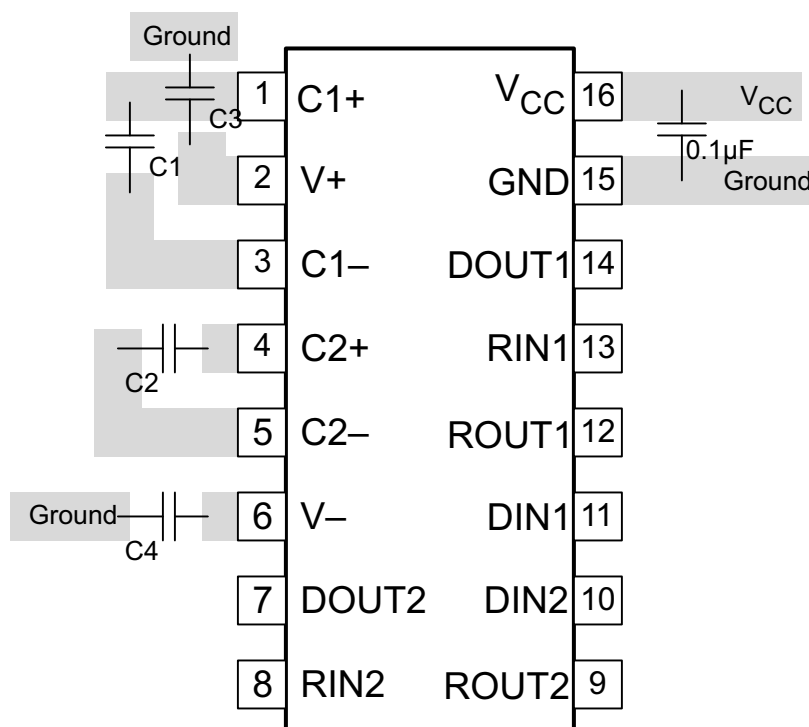 Ground
1 C1+ V_CC 16 V_CC
C3
C1 0.1µF
2 V+ GND 15 Ground
3 C1– DOUT1 14
4 C2+ RIN1 13
C2
5 C2– ROUT1 12
Ground 6 V– DIN1 11
C4
7 DOUT2 DIN2 10
8 RIN2 ROUT2 9